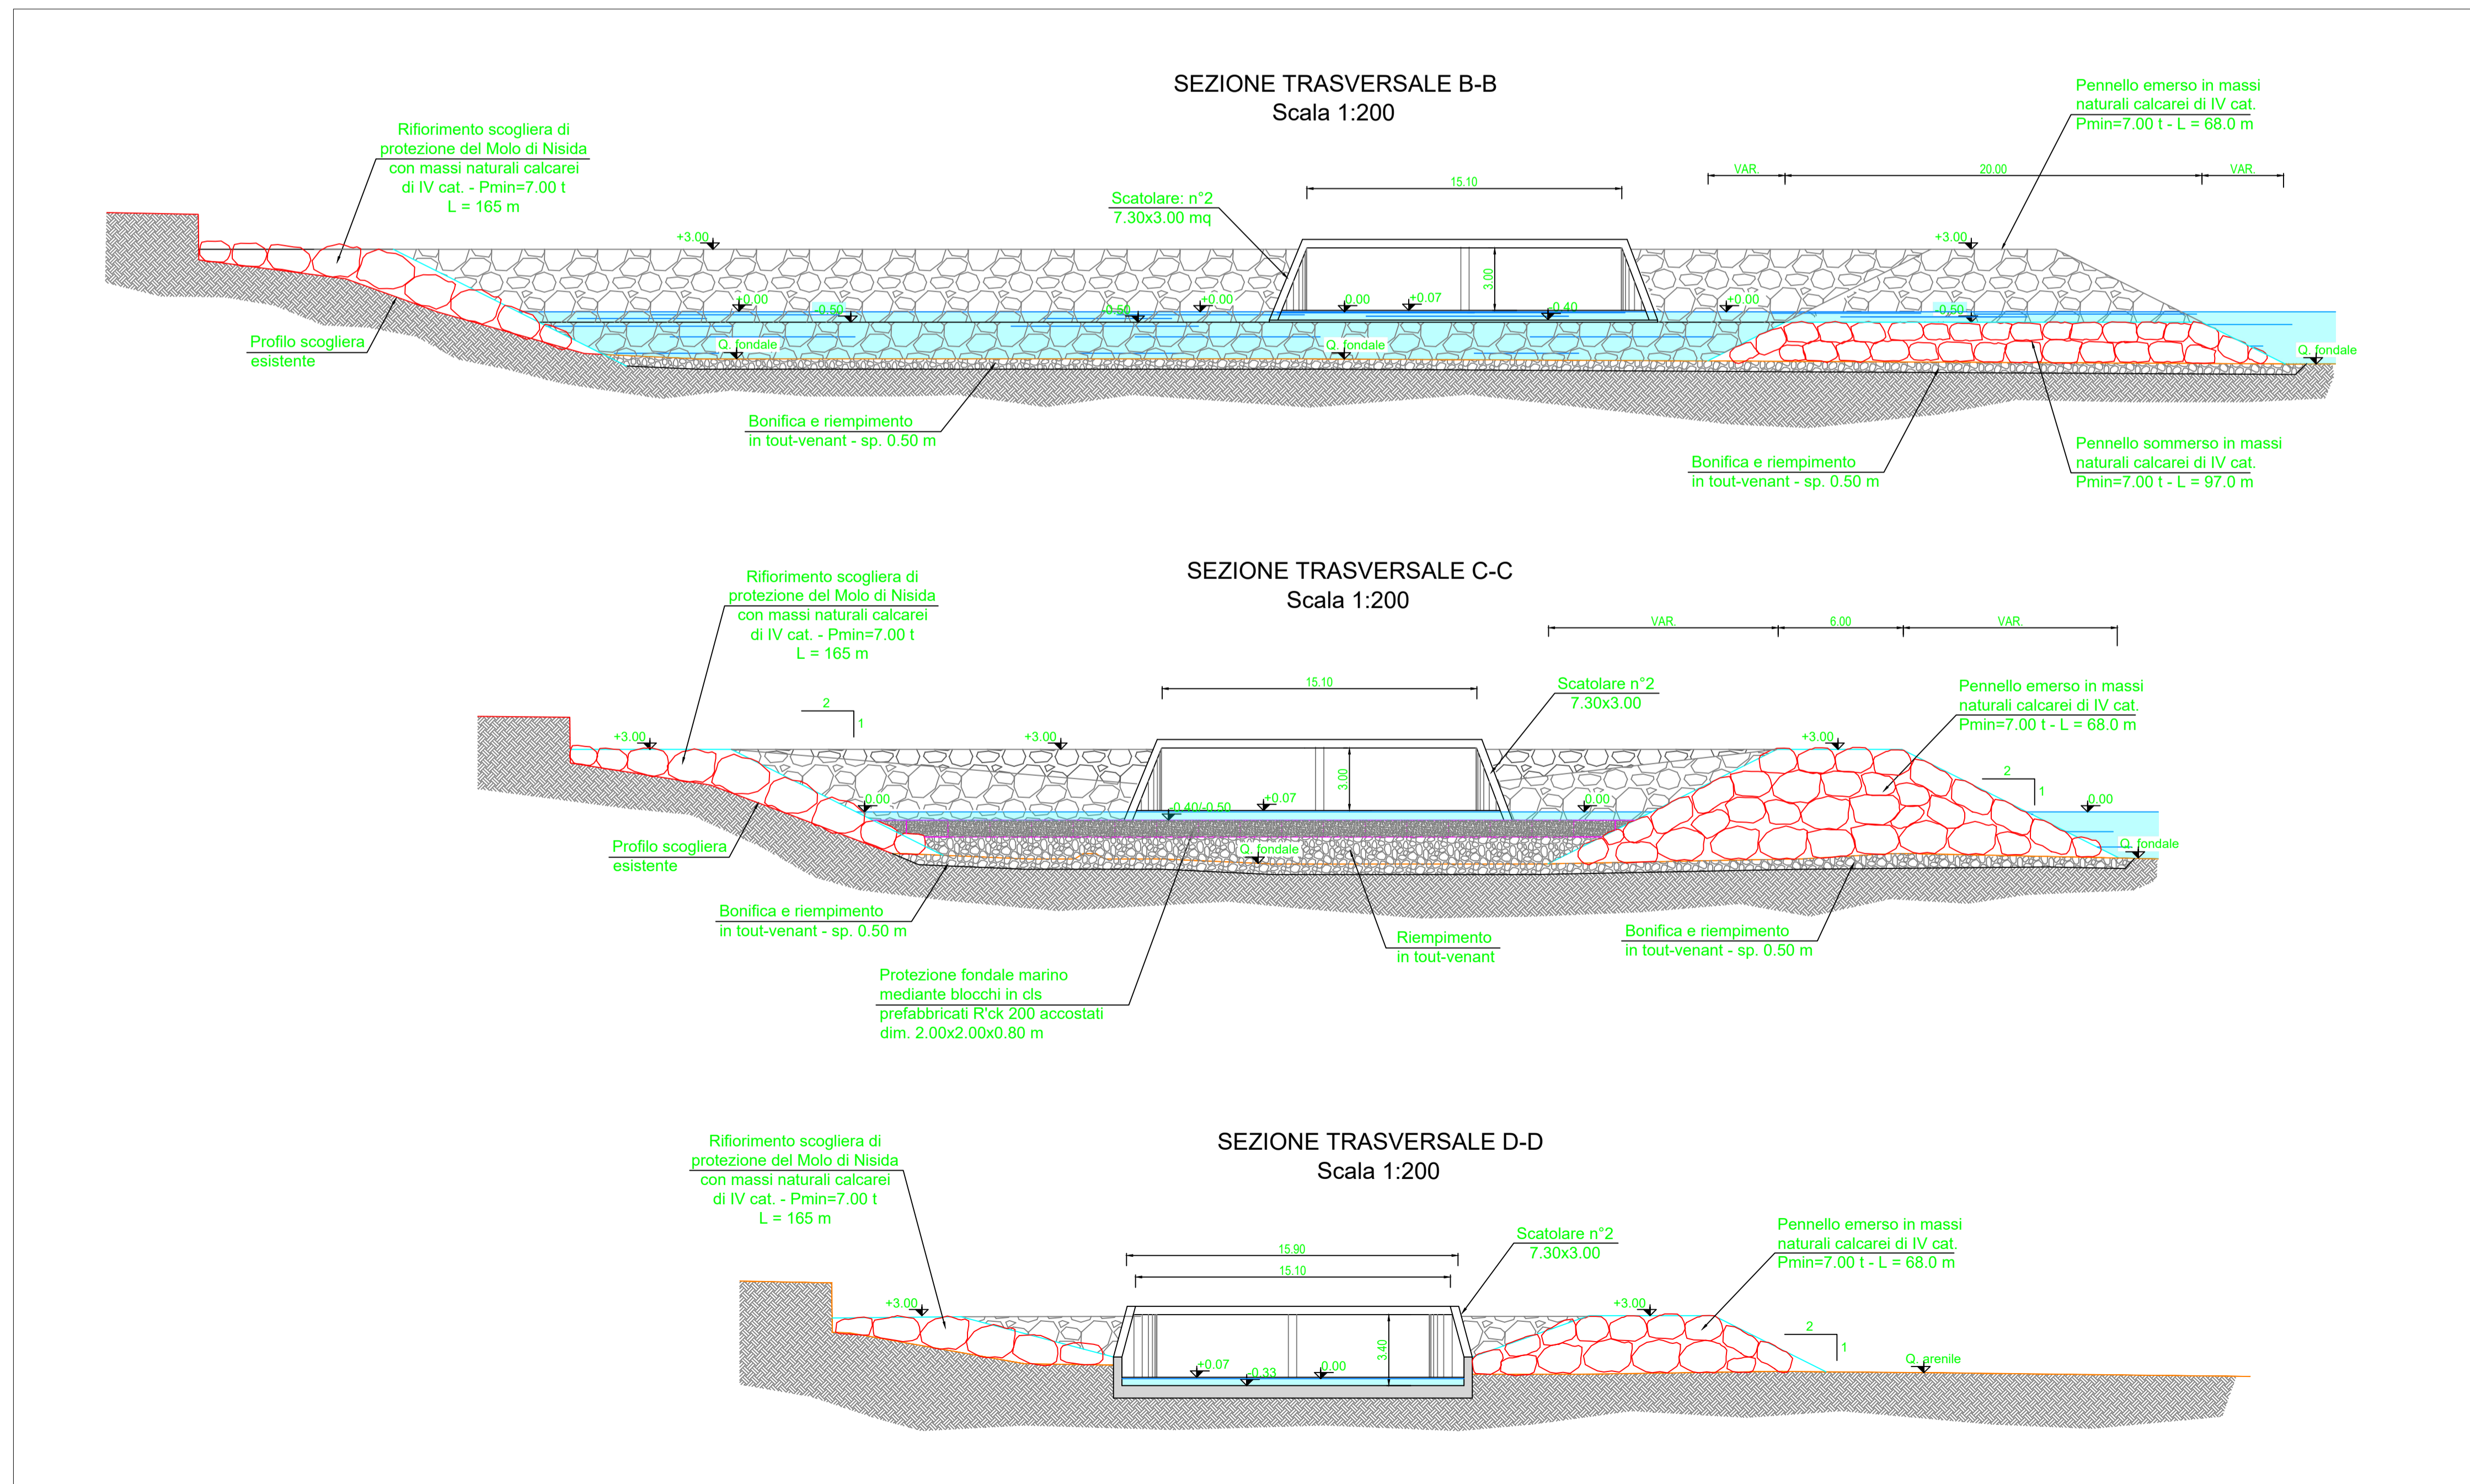 SEZIONE TRASVERSALE B-B
Scala 1:200
Rifiorimento scogliera di
protezione del Molo di Nisida
con massi naturali calcarei
di IV cat. - Pmin=7.00 t
L = 165 m
Scatolare: n°2
7.30x3.00 mq
15.10
Pennello emerso in massi
naturali calcarei di IV cat.
Pmin=7.00 t - L = 68.0 m
VAR.
20.00
VAR.
+3.00
+3.00
3.00
+0.00
-0.50
+0.00
-0.50
0.00
+0.07
-0.40
+0.00
-0.50
Q. fondale
Q. fondale
Q. fondale
Profilo scogliera
esistente
Bonifica e riempimento
in tout-venant - sp. 0.50 m
Bonifica e riempimento
in tout-venant - sp. 0.50 m
Pennello sommerso in massi
naturali calcarei di IV cat.
Pmin=7.00 t - L = 97.0 m
SEZIONE TRASVERSALE C-C
Scala 1:200
Rifiorimento scogliera di
protezione del Molo di Nisida
con massi naturali calcarei
di IV cat. - Pmin=7.00 t
L = 165 m
VAR.
6.00
VAR.
15.10
Scatolare n°2
7.30x3.00
Pennello emerso in massi
naturali calcarei di IV cat.
Pmin=7.00 t - L = 68.0 m
2
1
+3.00
+3.00
+3.00
3.00
2
1
0.00
-0.40/-0.50
+0.07
0.00
0.00
Q. fondale
Q. fondale
Profilo scogliera
esistente
Bonifica e riempimento
in tout-venant - sp. 0.50 m
Riempimento
in tout-venant
Bonifica e riempimento
in tout-venant - sp. 0.50 m
Protezione fondale marino
mediante blocchi in cls
prefabbricati R'ck 200 accostati
dim. 2.00x2.00x0.80 m
SEZIONE TRASVERSALE D-D
Scala 1:200
Rifiorimento scogliera di
protezione del Molo di Nisida
con massi naturali calcarei
di IV cat. - Pmin=7.00 t
L = 165 m
15.90
15.10
Scatolare n°2
7.30x3.00
Pennello emerso in massi
naturali calcarei di IV cat.
Pmin=7.00 t - L = 68.0 m
+3.00
+3.00
3.40
2
1
+0.07
-0.33
0.00
Q. arenile